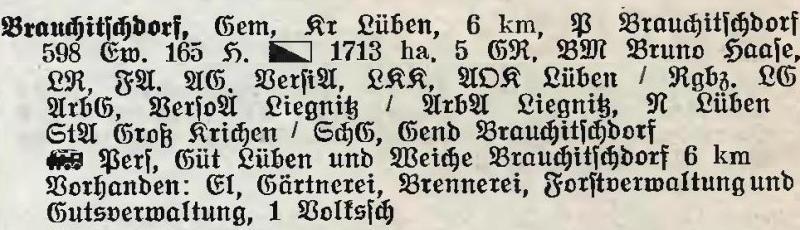 Brauchitschdorf, Gem, Kr Lüben, 6 km, P Brauchitschdorf
598 Ew. 165 H. 1713 ha. 5 GR, BM Bruno Haase,
LR, FA. AG. VersiA, LKK, AOK Lüben / Rgbz. LG
ArbG, VersoA Liegnitz / ArbA Liegnitz, N Lüben
StA Groß Krichen / SchG, Gend Brauchitschdorf
Pers, Güt Lüben und Weiche Brauchitschdorf 6 km
Vorhanden: El, Gärtnerei, Brennerei, Forstverwaltung und
Gutsverwaltung, 1 Volkssch